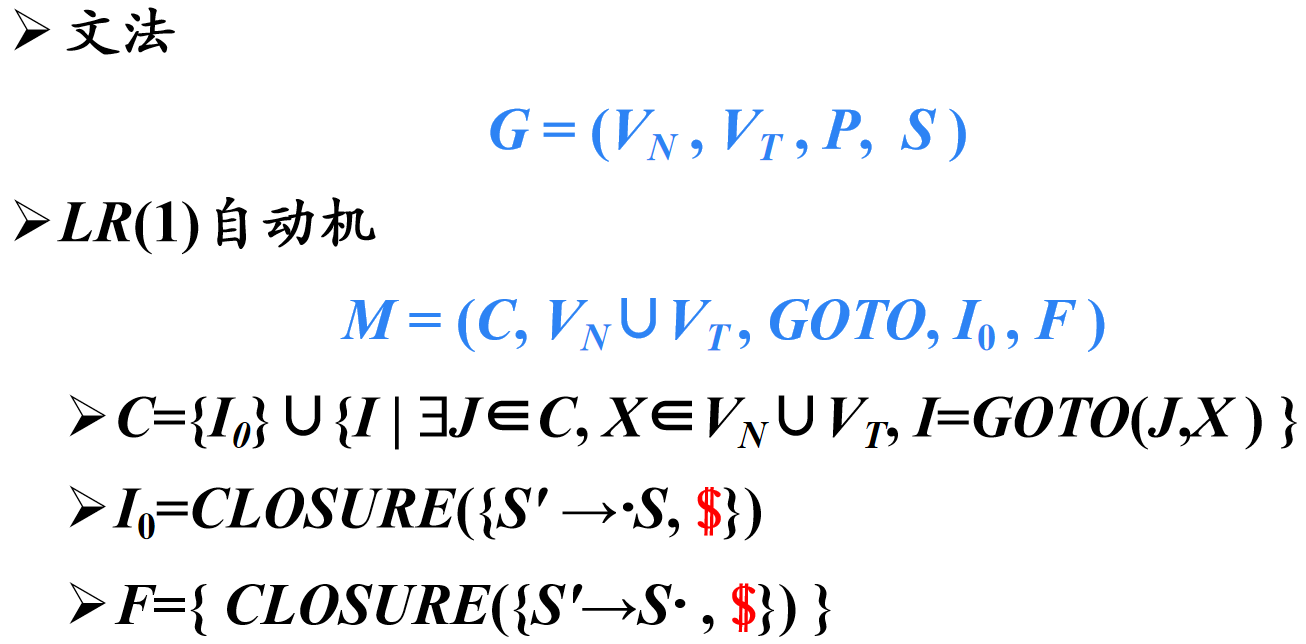 ➢ 文法
G = (V_N , V_T , P, S )
➢ LR(1)自动机
M = (C, V_N∪V_T , GOTO, I_0 , F )
➢ C={I_0}∪{I | ∃J∈C, X∈V_N∪V_T, I=GOTO(J,X ) }
➢ I_0=CLOSURE({S′ →·S, $})
➢ F={ CLOSURE({S′→S· , $}) }